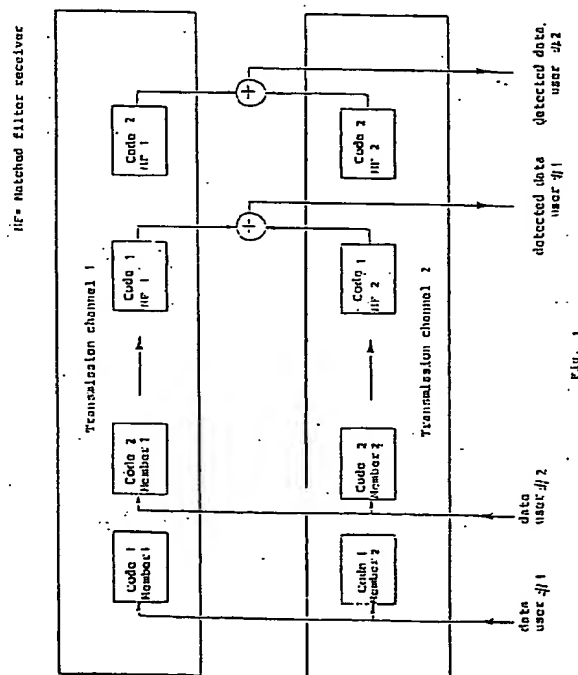 MF= Matched filter receiver
Transmission channel 1
Code 1
Member 1
Code 2
Member 1
Code 1
MF 1
Code 2
MF 1
+
+
Code 1
Member 2
Code 2
Member 2
Code 1
MF 2
Code 2
MF 2
Transmission channel 2
data
user #1
data
user #2
detected data
user #1
detected data
user #2
Fig. 1